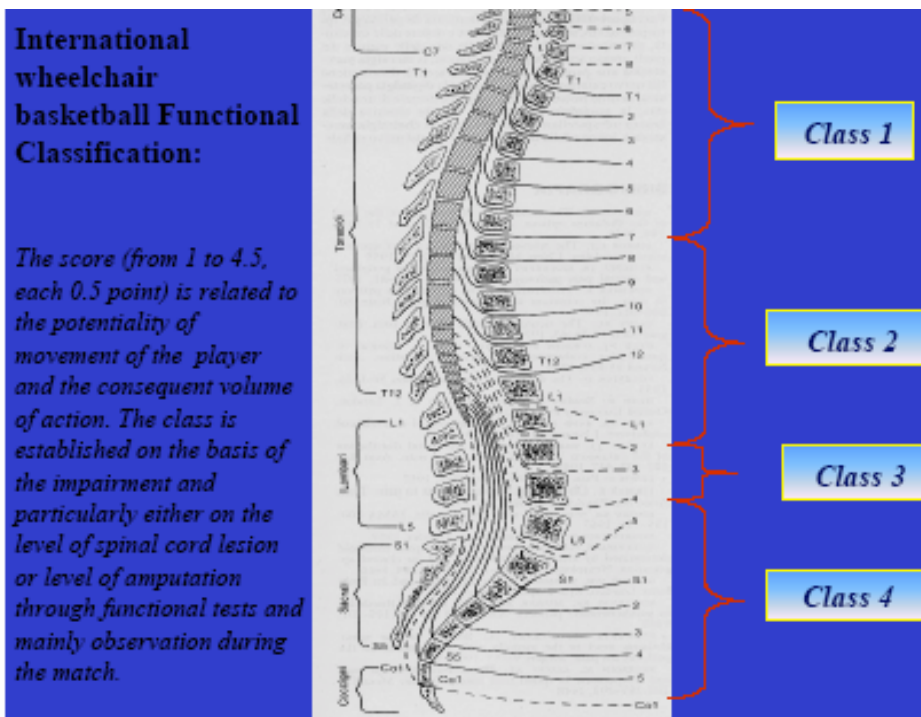 International
wheelchair
basketball Functional
Classification:
The score (from 1 to 4.5,
each 0.5 point) is related to
the potentiality of
movement of the player
and the consequent volume
of action. The class is
established on the basis of
the impairment and
particularly either on the
level of spinal cord lesion
or level of amputation
through functional tests and
mainly observation during
the match.
C7
T1
T12
L1
L5
S1
S5
Co1
6
7
8
T1
T1
2
3
4
5
6
7
8
9
10
11
T12
12
L1
L1
2
3
4
5
L5
S1
S1
2
3
4
S5
5
Co1
Co1
Class 1
Class 2
Class 3
Class 4